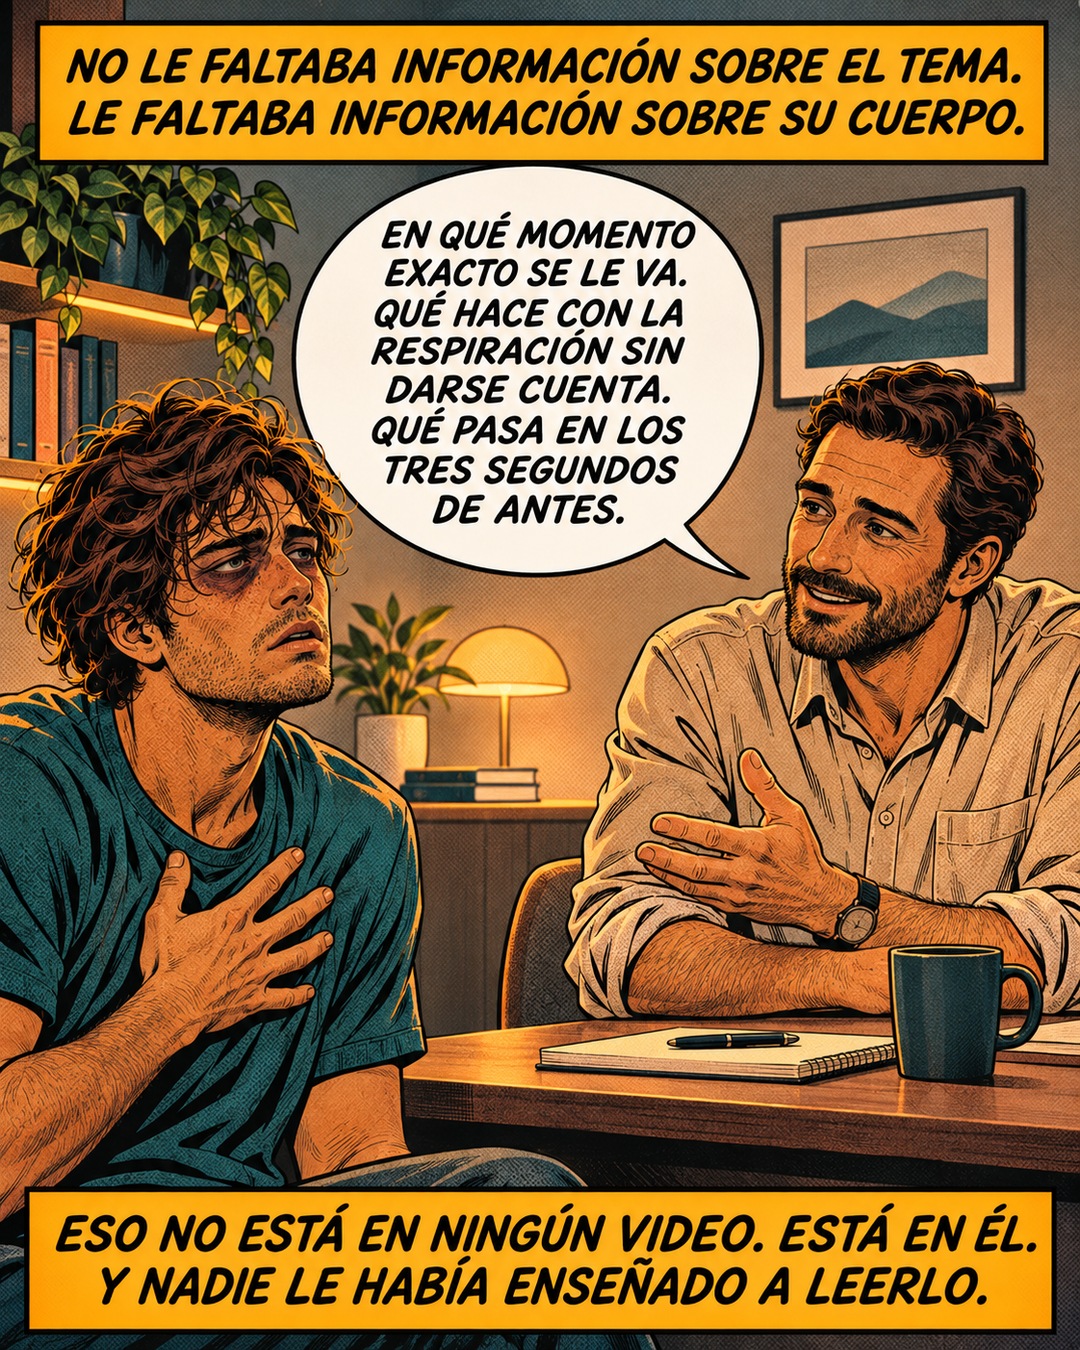 NO LE FALTABA INFORMACIÓN SOBRE EL TEMA.
LE FALTABA INFORMACIÓN SOBRE SU CUERPO.
EN QUÉ MOMENTO
EXACTO SE LE VA.
QUÉ HACE CON LA
RESPIRACIÓN SIN
DARSE CUENTA.
QUÉ PASA EN LOS
TRES SEGUNDOS
DE ANTES.
ESO NO ESTÁ EN NINGÚN VIDEO. ESTÁ EN ÉL.
Y NADIE LE HABÍA ENSEÑADO A LEERLO.